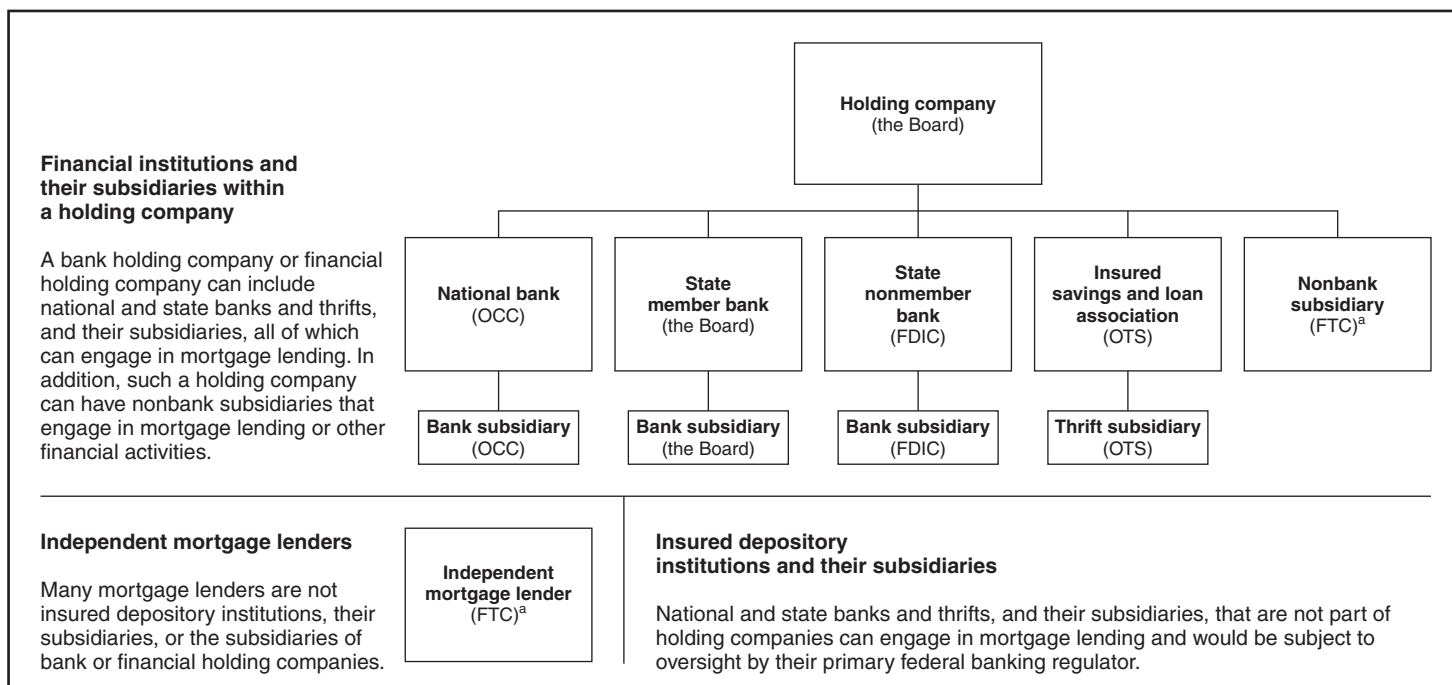 Holding company
(the Board)
Financial institutions and
their subsidiaries within
a holding company
A bank holding company or financial
holding company can include
national and state banks and thrifts,
and their subsidiaries, all of which
can engage in mortgage lending. In
addition, such a holding company
can have nonbank subsidiaries that
engage in mortgage lending or other
financial activities.
National bank
(OCC)
State
member bank
(the Board)
State
nonmember
bank
(FDIC)
Insured
savings and loan
association
(OTS)
Nonbank
subsidiary
(FTC)a
Bank subsidiary
(OCC)
Bank subsidiary
(the Board)
Bank subsidiary
(FDIC)
Thrift subsidiary
(OTS)
Independent mortgage lenders
Many mortgage lenders are not
insured depository institutions, their
subsidiaries, or the subsidiaries of
bank or financial holding companies.
Independent
mortgage lender
(FTC)a
Insured depository
institutions and their subsidiaries
National and state banks and thrifts, and their subsidiaries, that are not part of
holding companies can engage in mortgage lending and would be subject to
oversight by their primary federal banking regulator.